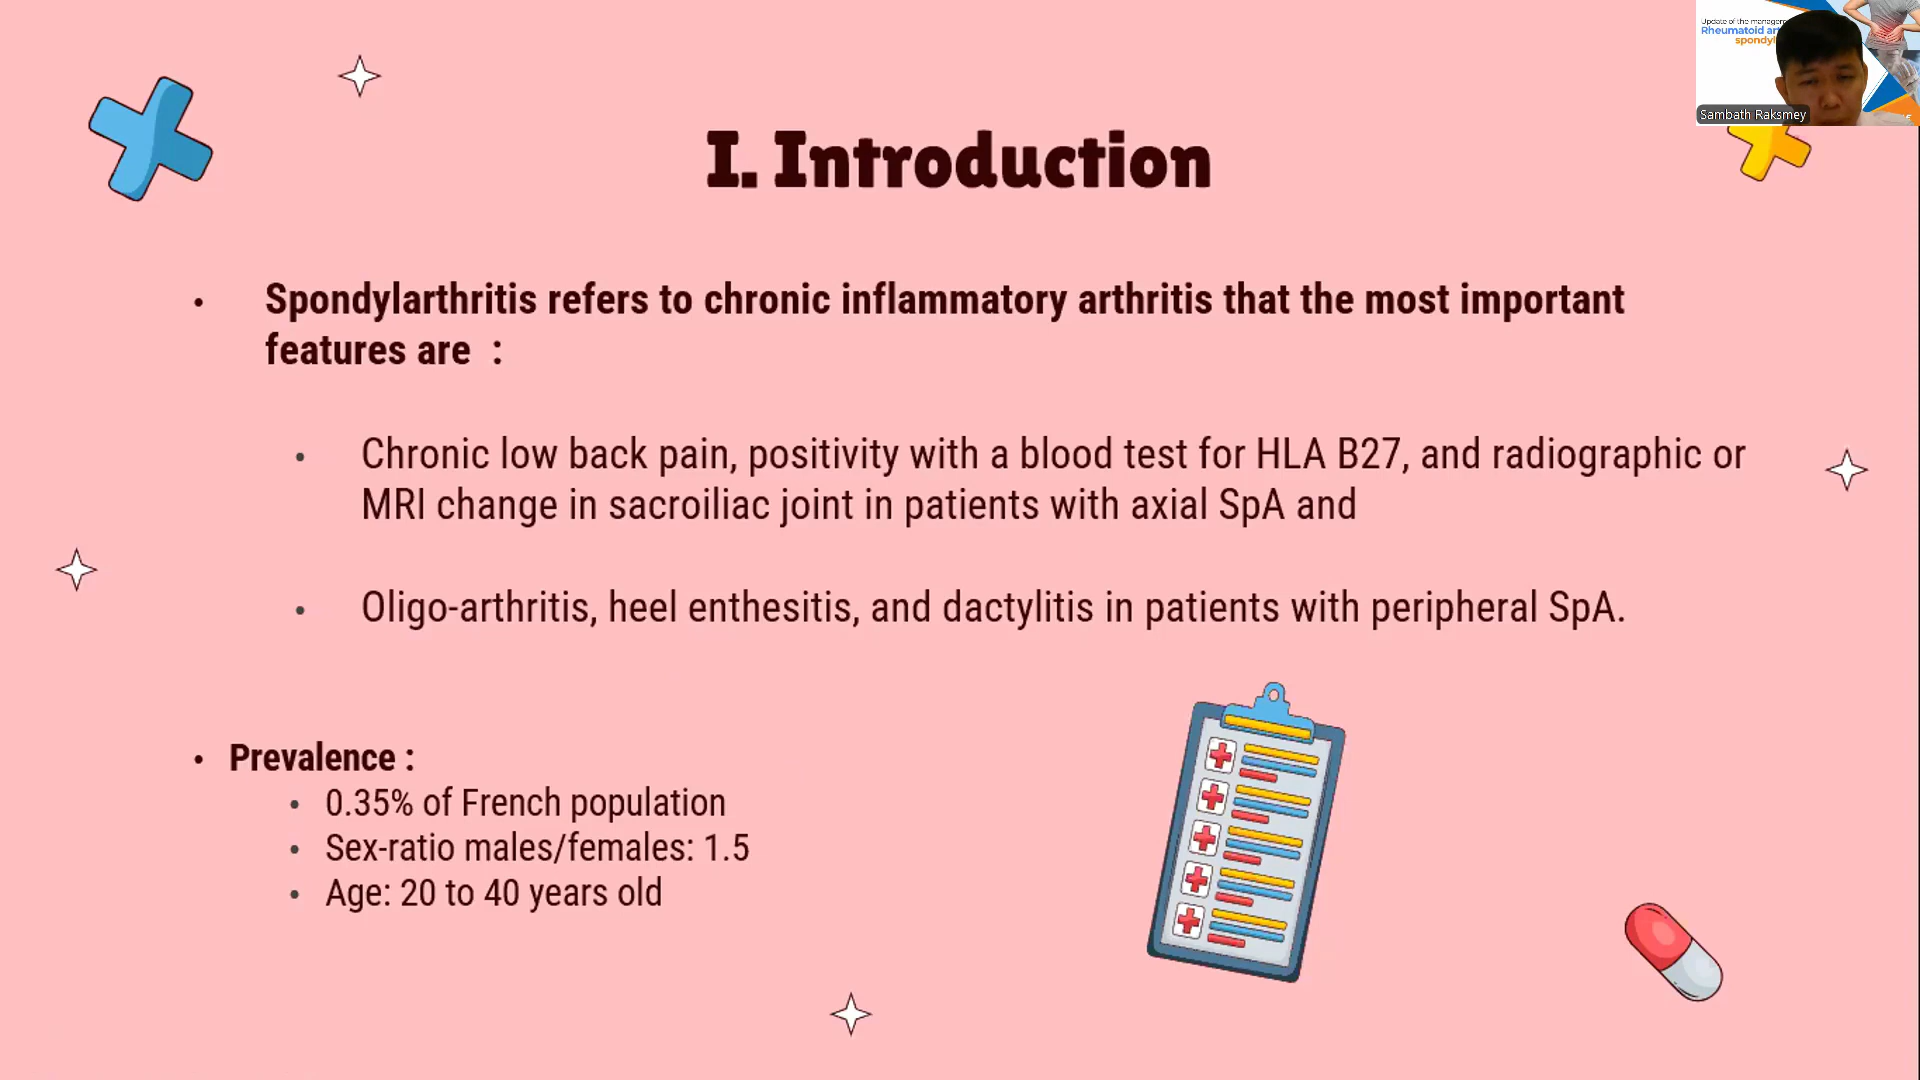 I. Introduction
• Spondylarthritis refers to chronic inflammatory arthritis that the most important
features are :
• Chronic low back pain, positivity with a blood test for HLA B27, and radiographic or
MRI change in sacroiliac joint in patients with axial SpA and
• Oligo-arthritis, heel enthesitis, and dactylitis in patients with peripheral SpA.
• Prevalence :
• 0.35% of French population
• Sex-ratio males/females: 1.5
• Age: 20 to 40 years old
Update of the
Rheumatoid
Sambath Raksmey